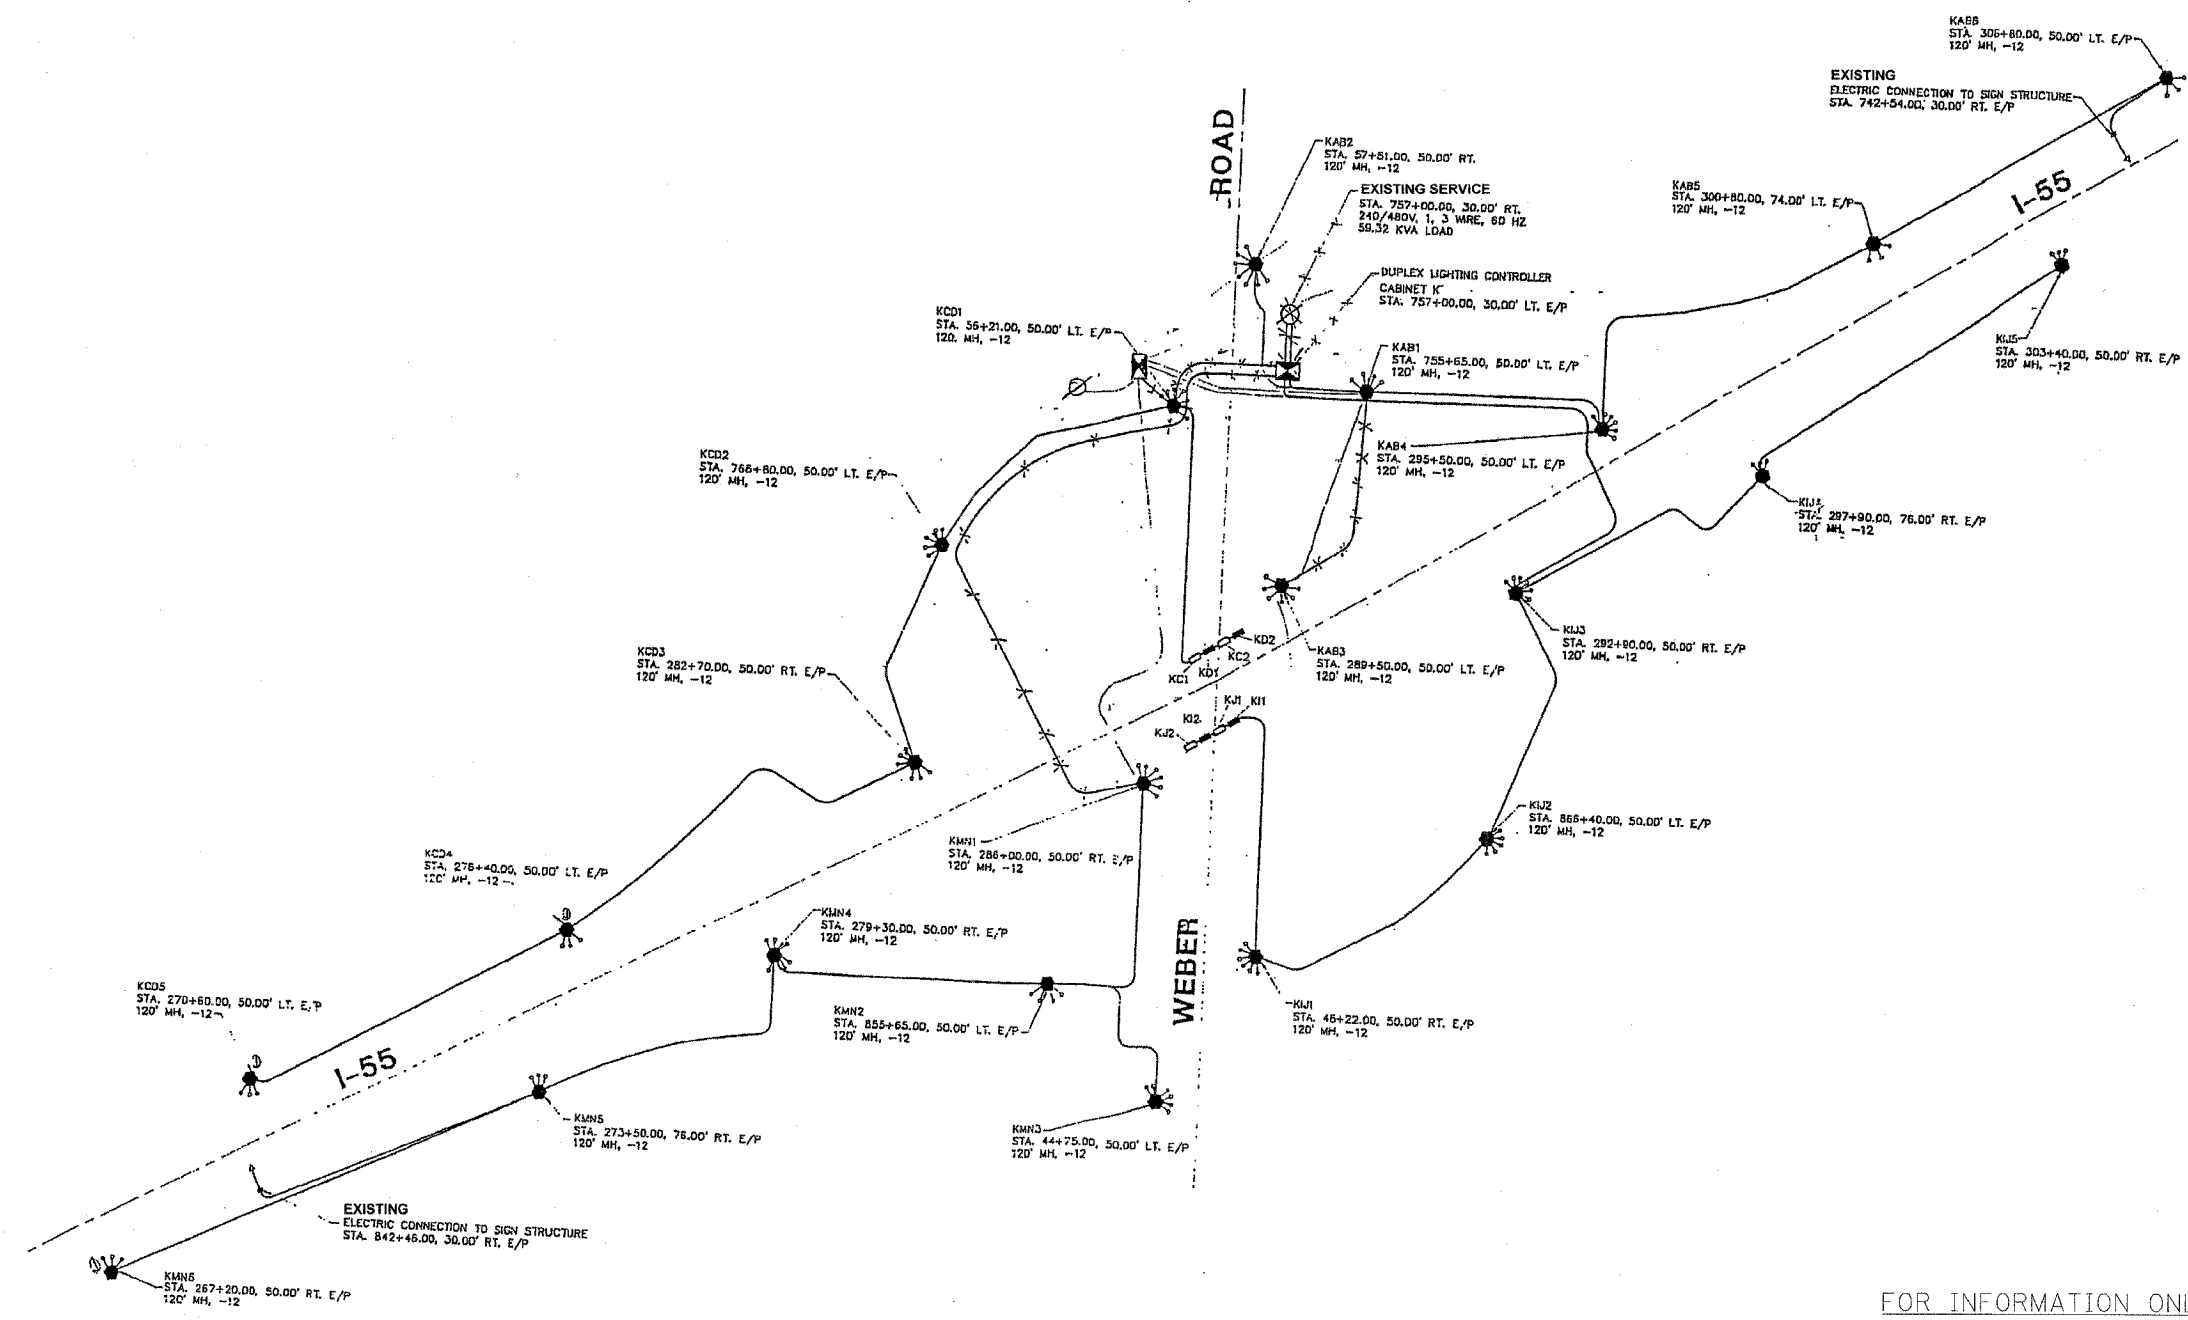 KAB6
STA. 306+80.00, 50.00' LT. E/P
120' MH, -12
EXISTING
ELECTRIC CONNECTION TO SIGN STRUCTURE
STA. 742+54.00, 30.00' RT. E/P
I-55
KAB5
STA. 300+80.00, 74.00' LT. E/P
120' MH, -12
ROAD
KAB2
STA. 57+51.00, 50.00' RT.
120' MH, -12
EXISTING SERVICE
STA. 757+00.00, 30.00' RT.
240/480V, 1, 3 WIRE, 60 HZ
59.32 KVA LOAD
DUPLEX LIGHTING CONTROLLER
CABINET K
STA. 757+00.00, 30.00' LT. E/P
KIJ5
STA. 303+40.00, 50.00' RT. E/P
120' MH, -12
KCD1
STA. 56+21.00, 50.00' LT. E/P
120. MH, -12
KAB1
STA. 755+65.00, 50.00' LT. E/P
120' MH, -12
KAB4
STA. 295+50.00, 50.00' LT. E/P
120' MH, -12
KCD2
STA. 768+80.00, 50.00' LT. E/P
120' MH, -12
STA. 297+90.00, 76.00' RT. E/P
120' MH, -12
KIJ3
STA. 292+90.00, 50.00' RT. E/P
120' MH, -12
KD2
KC2
KD1
KC1
KAB3
STA. 289+50.00, 50.00' LT. E/P
120' MH, -12
KCD3
STA. 282+70.00, 50.00' RT. E/P
120' MH, -12
KJ1
KI1
KI2
KJ2
KIJ2
STA. 866+40.00, 50.00' LT. E/P
120' MH, -12
KMN1
STA. 286+00.00, 50.00' RT. E/P
120' MH, -12
KCD4
STA. 276+40.00, 50.00' LT. E/P
120' MH, -12
KMN4
STA. 279+30.00, 50.00' RT. E/P
120' MH, -12
WEBER
KCD5
STA. 270+60.00, 50.00' LT. E/P
120' MH, -12
KMN2
STA. 855+65.00, 50.00' LT. E/P
120' MH, -12
KIJ1
STA. 46+22.00, 50.00' RT. E/P
120' MH, -12
I-55
KMN5
STA. 273+50.00, 76.00' RT. E/P
120' MH, -12
KMN3
STA. 44+75.00, 50.00' LT. E/P
120' MH, -12
EXISTING
ELECTRIC CONNECTION TO SIGN STRUCTURE
STA. 842+46.00, 30.00' RT. E/P
KMN6
STA. 267+20.00, 50.00' RT. E/P
120' MH, -12
FOR INFORMATION